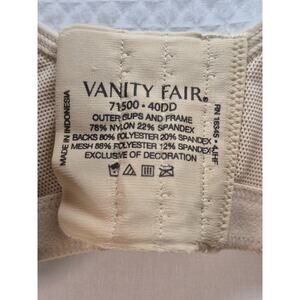 VANITY FAIR®
71500 • 40DD
OUTER CUPS AND FRAME
78% NYLON 22% SPANDEX
BACKS 80% POLYESTER 20% SPANDEX
MESH 88% POLYESTER 12% SPANDEX
EXCLUSIVE OF DECORATION
MADE IN INDONESIA